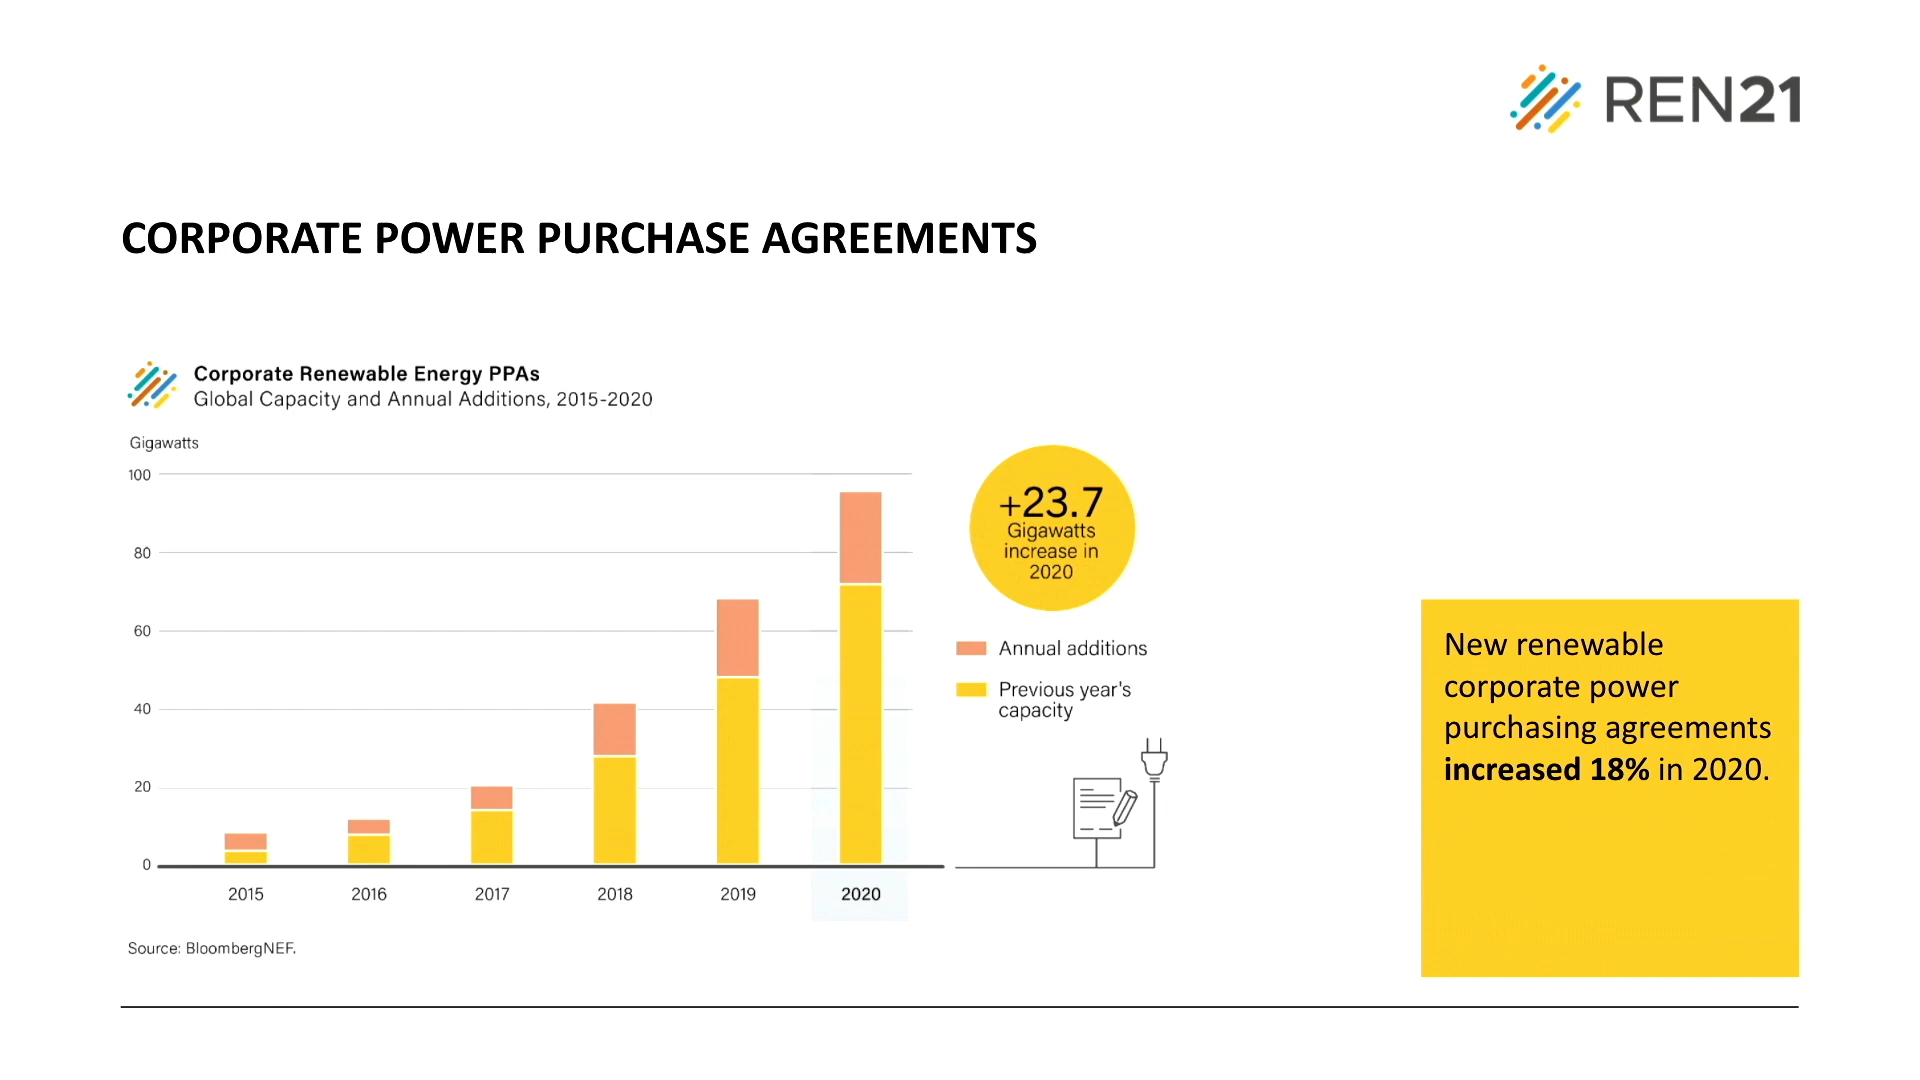 REN21
CORPORATE POWER PURCHASE AGREEMENTS
Corporate Renewable Energy PPAs
Global Capacity and Annual Additions, 2015-2020
Gigawatts
100
80
60
40
20
0
2015
2016
2017
2018
2019
2020
+23.7
Gigawatts
increase in
2020
Annual additions
Previous year's
capacity
Source: BloombergNEF.
New renewable
corporate power
purchasing agreements
increased 18% in 2020.